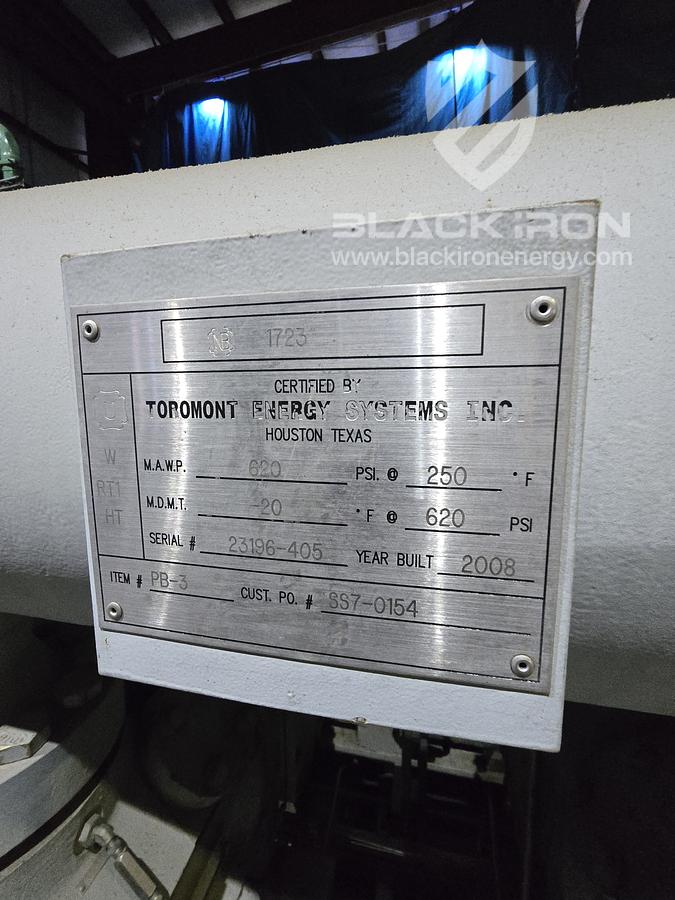 BLACK IRON
www.blackironenergy.com
NB 1723
CERTIFIED BY
U TOROMONT ENERGY SYSTEMS INC.
HOUSTON TEXAS
W M.A.W.P. 620 PSI. @ 250 °F
RT1 M.D.M.T. -20 °F @ 620 PSI
HT SERIAL # 23196-405 YEAR BUILT 2008
ITEM # PB-3 CUST. PO. # SS7-0154